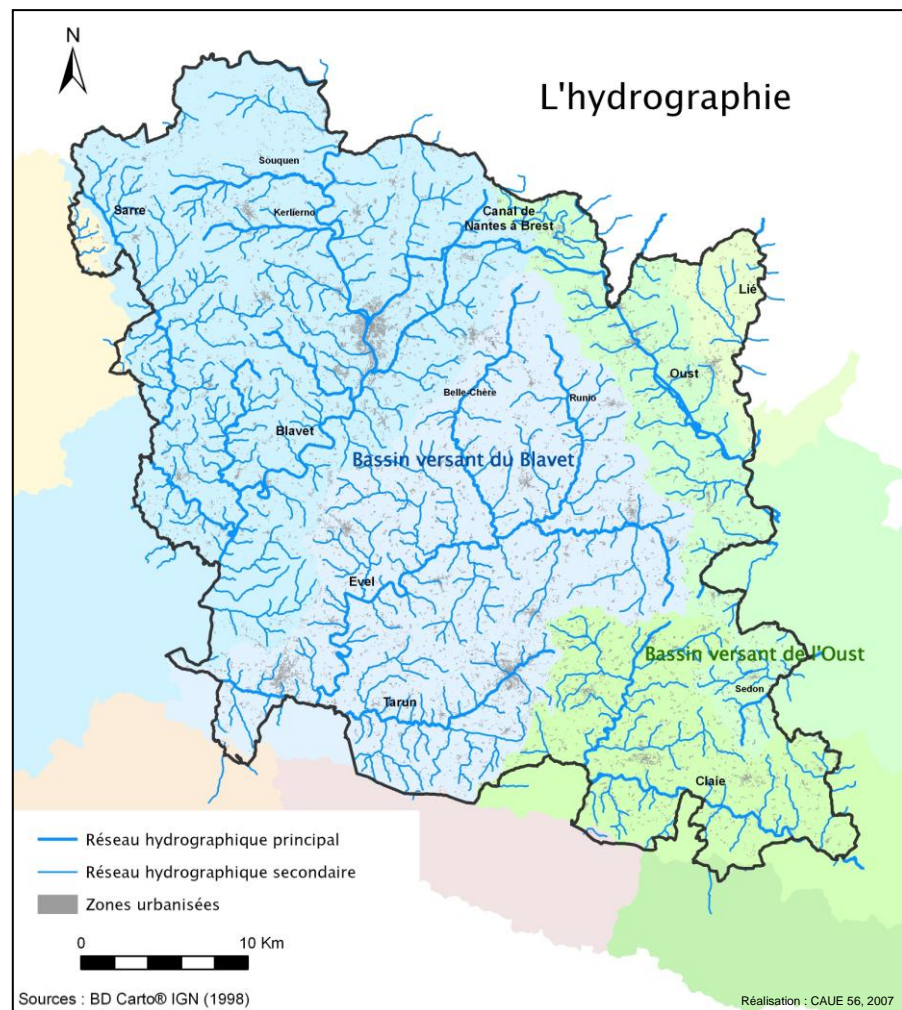 N
L'hydrographie
Souquen
Sarre
Kerlierno
Canal de
Nantes à Brest
Lié
Oust
Belle-Chère
Runio
Blavet
Bassin versant du Blavet
Evel
Bassin versant de l'Oust
Sedon
Tarun
Claie
Réseau hydrographique principal
Réseau hydrographique secondaire
Zones urbanisées
0 10 Km
Sources : BD Carto® IGN (1998)
Réalisation : CAUE 56, 2007